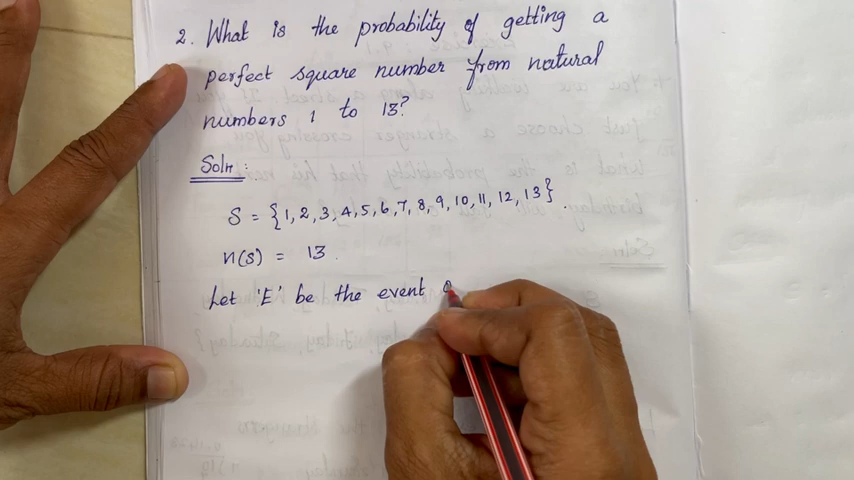 2. What is the probability of getting a
perfect square number from natural
numbers 1 to 13?
Soln:
S = {1, 2, 3, 4, 5, 6, 7, 8, 9, 10, 11, 12, 13}.
n(S) = 13.
Let 'E' be the event